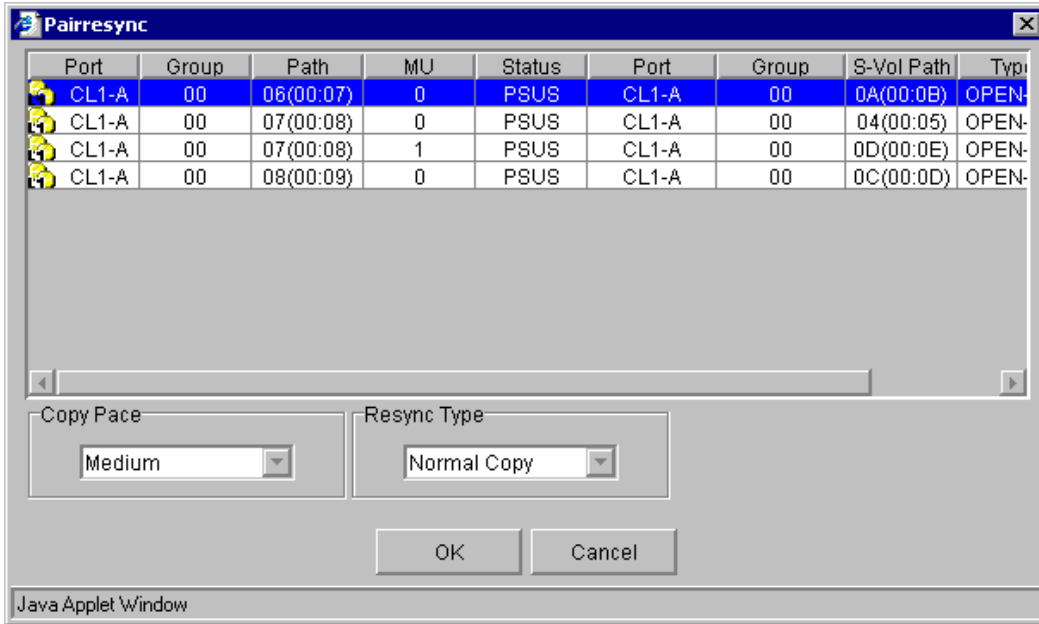 Pairresync
Port Group Path MU Status Port Group S-Vol Path
CL1-A 00 06(00:07) 0 PSUS CL1-A 00 0A(00:0B) OPEN-
CL1-A 00 07(00:08) 0 PSUS CL1-A 00 04(00:05) OPEN-
CL1-A 00 07(00:08) 1 PSUS CL1-A 00 0D(00:0E) OPEN-
CL1-A 00 08(00:09) 0 PSUS CL1-A 00 0C(00:0D) OPEN-
Copy Pace Resync Type
Medium Normal Copy
OK Cancel
Java Applet Window